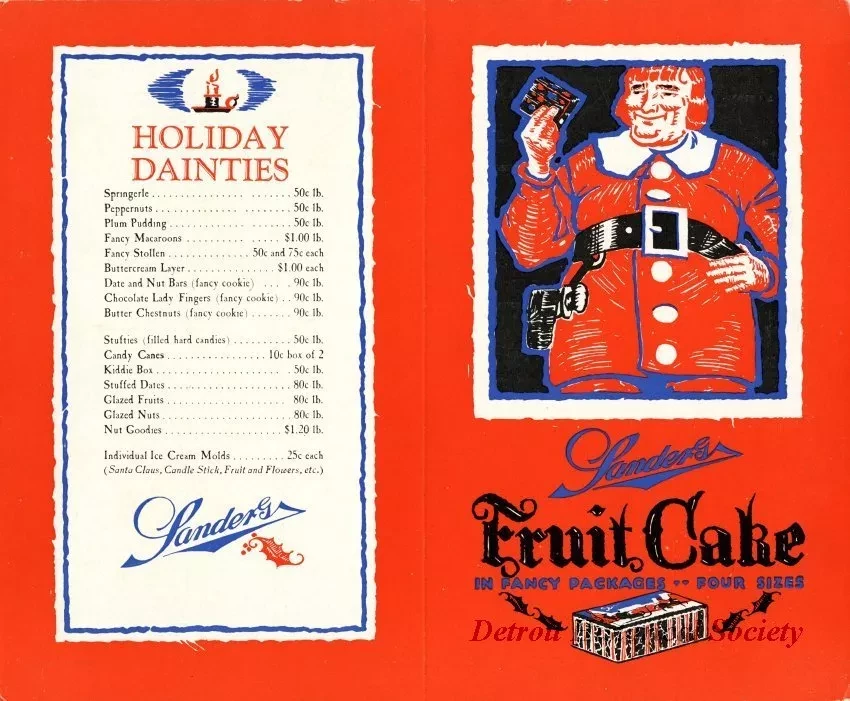 HOLIDAY
DAINTIES
Springerle . . . . . . . . . . . . . . . . . . . . . . 50c lb.
Peppernuts . . . . . . . . . . . . . . . . . . . . . . 50c lb.
Plum Pudding . . . . . . . . . . . . . . . . . . . . 50c lb.
Fancy Macaroons . . . . . . . . . . . . . . . . $1.00 lb.
Fancy Stollen . . . . . . . . . . . . . 50c and 75c each
Buttercream Layer . . . . . . . . . . . . . . . $1.00 each
Date and Nut Bars (fancy cookie) . . . . 90c lb.
Chocolate Lady Fingers (fancy cookie) . . 90c lb.
Butter Chestnuts (fancy cookie) . . . . . . . 90c lb.
Stufties (filled hard candies) . . . . . . . . . . 50c lb.
Candy Canes . . . . . . . . . . . . . . . . . 10c box of 2
Kiddie Box . . . . . . . . . . . . . . . . . . . . . . 50c lb.
Stuffed Dates . . . . . . . . . . . . . . . . . . . . 80c lb.
Glazed Fruits . . . . . . . . . . . . . . . . . . . . 80c lb.
Glazed Nuts . . . . . . . . . . . . . . . . . . . . . 80c lb.
Nut Goodies . . . . . . . . . . . . . . . . . . . . $1.20 lb.
Individual Ice Cream Molds . . . . . . . . . 25c each
(Santa Claus, Candle Stick, Fruit and Flowers, etc.)
Sanders
Sanders
Fruit Cake
IN FANCY PACKAGES -- FOUR SIZES
Detroit Society